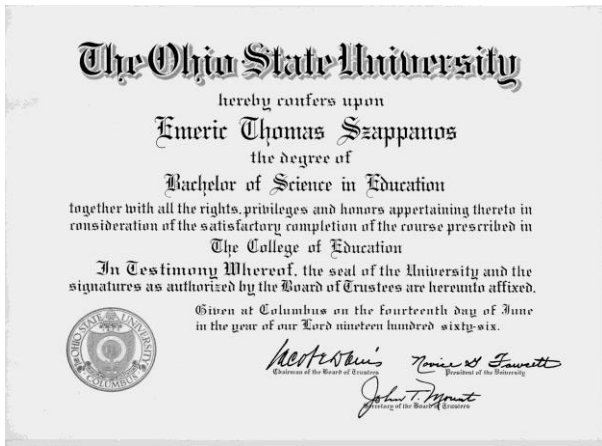 The Ohio State University
hereby confers upon
Emeric Thomas Szappanos
the degree of
Bachelor of Science in Education
together with all the rights, privileges and honors appertaining thereto in
consideration of the satisfactory completion of the course prescribed in
The College of Education
In Testimony Whereof, the seal of the University and the
signatures as authorized by the Board of Trustees are hereunto affixed.
Given at Columbus on the fourteenth day of June
in the year of our Lord nineteen hundred sixty-six.
THE OHIO STATE UNIVERSITY
COLUMBUS
Jacob E Davis
Chairman of the Board of Trustees
Novice G Fawcett
President of the University
John T. Mount
Secretary of the Board of Trustees